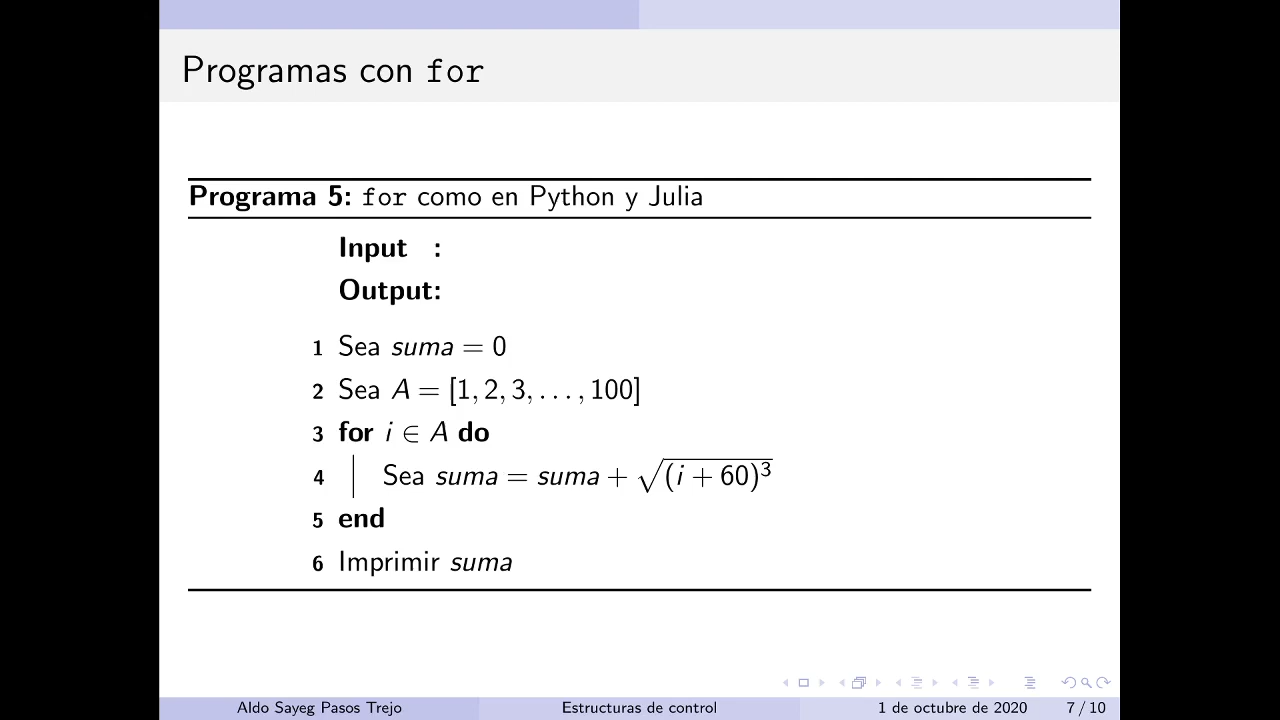 Programas con for
Programa 5: for como en Python y Julia
Input :
Output:
1 Sea suma = 0
2 Sea A = [1, 2, 3, . . . , 100]
3 for i ∈ A do
4 Sea suma = suma + √(i + 60)³
5 end
6 Imprimir suma
Aldo Sayeg Pasos Trejo Estructuras de control 1 de octubre de 2020 7 / 10